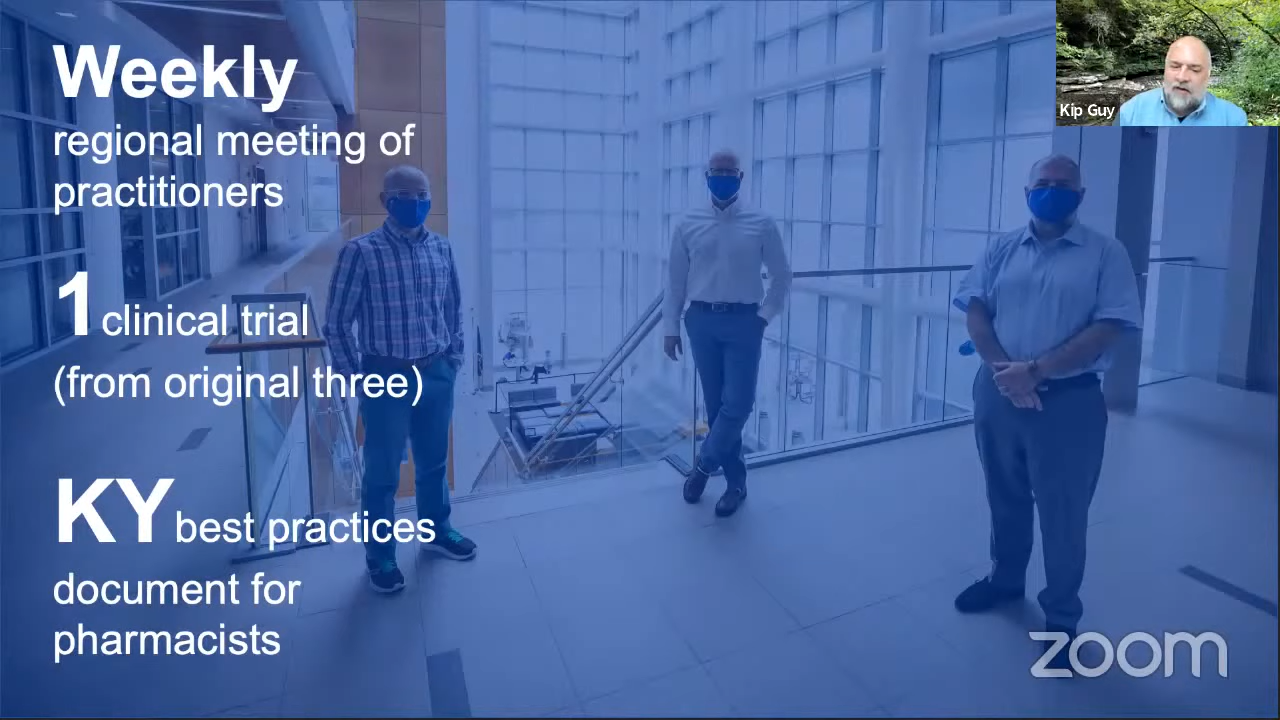 Weekly
regional meeting of
practitioners
1 clinical trial
(from original three)
KY best practices
document for
pharmacists
Kip Guy
zoom